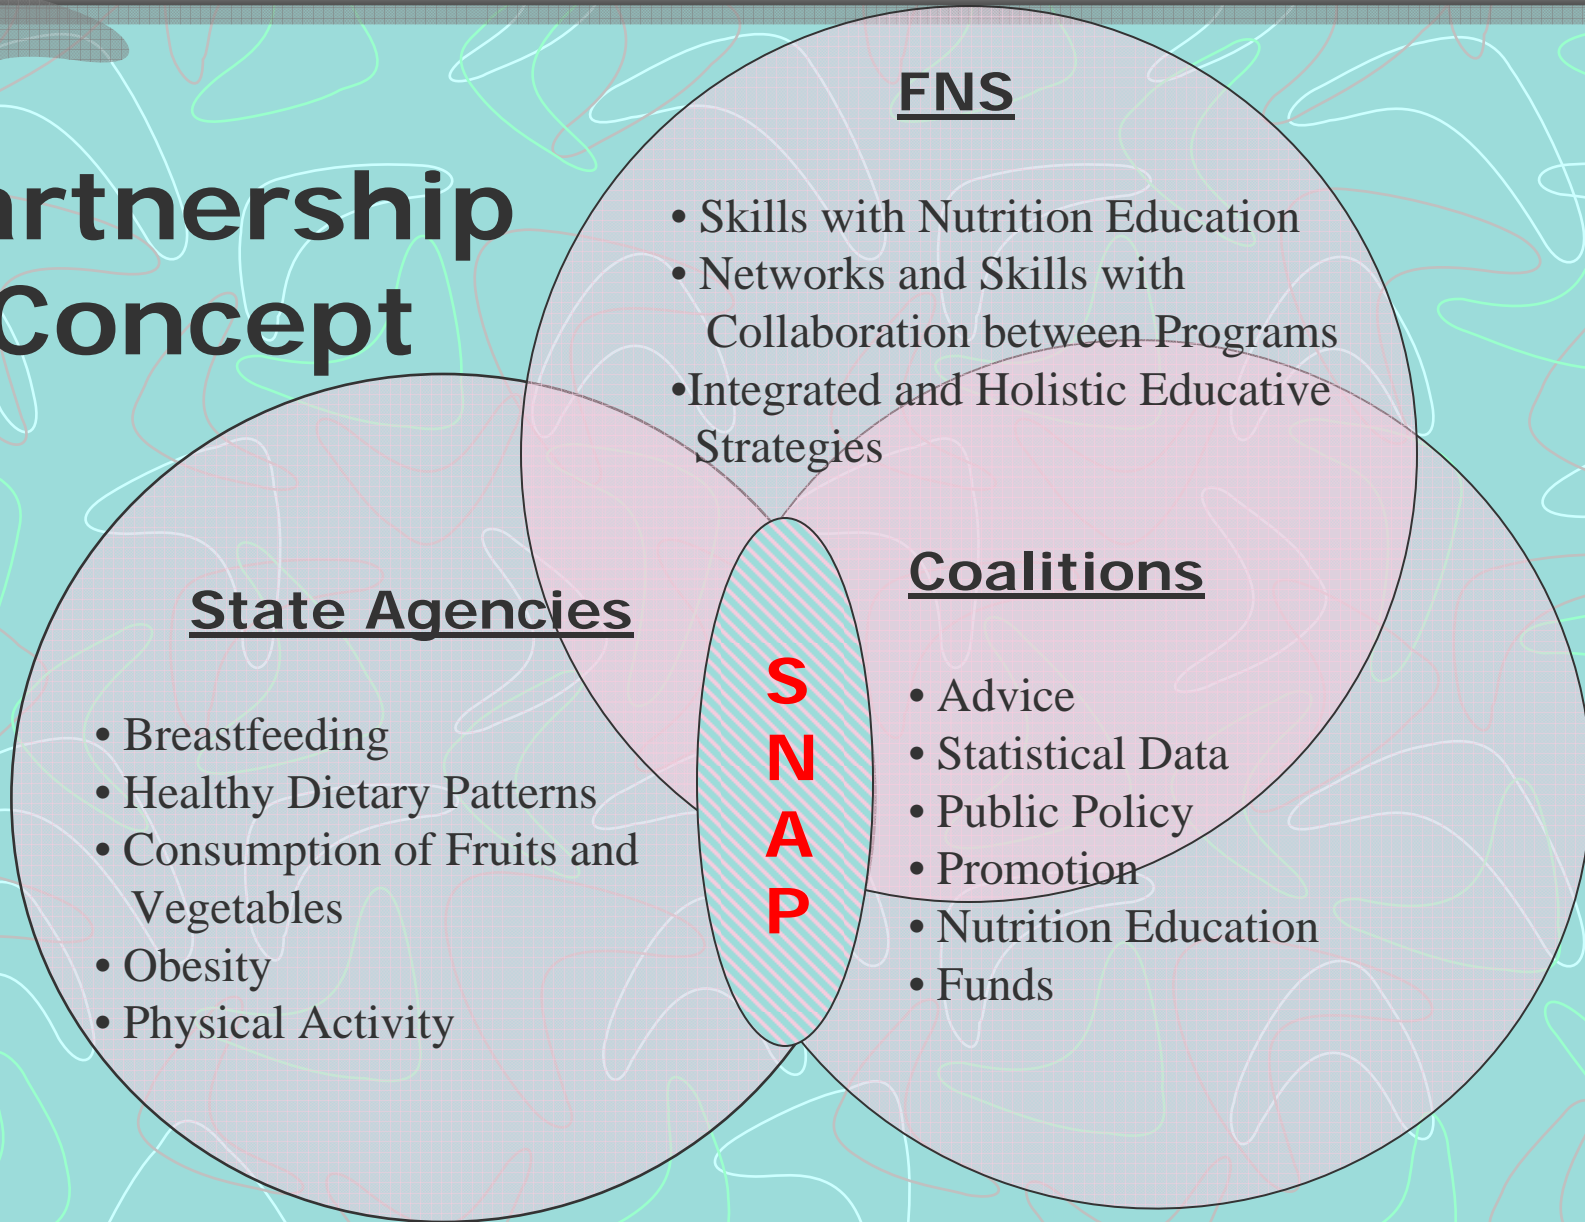 artnership
Concept
FNS
• Skills with Nutrition Education
• Networks and Skills with
Collaboration between Programs
•Integrated and Holistic Educative
Strategies
State Agencies
• Breastfeeding
• Healthy Dietary Patterns
• Consumption of Fruits and
Vegetables
• Obesity
• Physical Activity
S
N
A
P
Coalitions
• Advice
• Statistical Data
• Public Policy
• Promotion
• Nutrition Education
• Funds